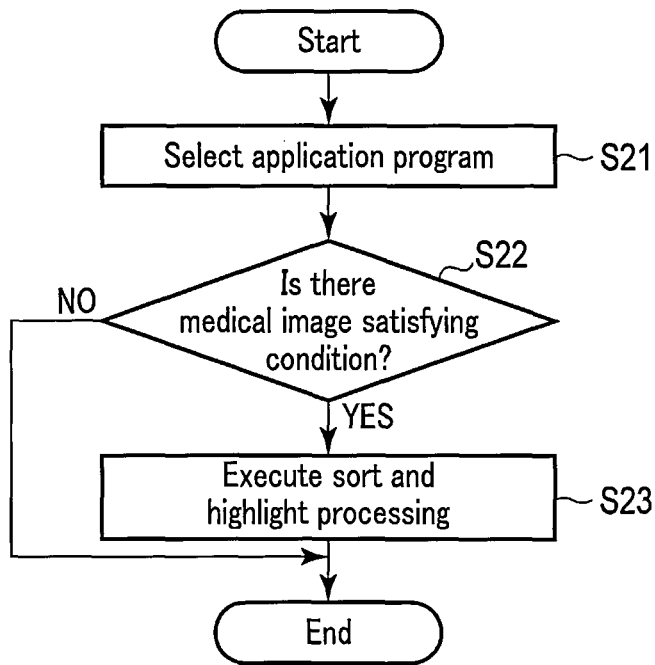 Start
Select application program
S21
S22
Is there
medical image satisfying
condition?
NO
YES
Execute sort and
highlight processing
S23
End